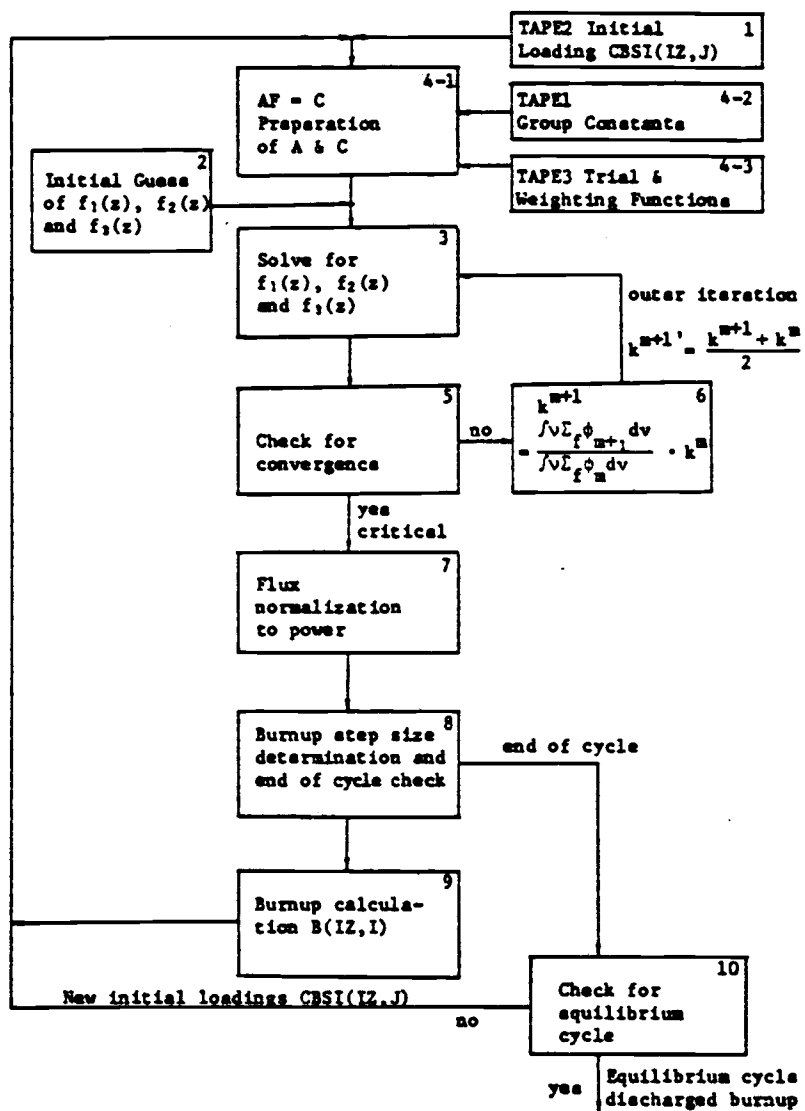 1
TAPE2 Initial
Loading CBSI(IZ,J)
4-1
AF = C
Preparation
of A & C
4-2
TAPE1
Group Constants
4-3
TAPE3 Trial &
Weighting Functions
2
Initial Guess
of f₁(z), f₂(z)
and f₃(z)
3
Solve for
f₁(z), f₂(z)
and f₃(z)
outer iteration
k^{m+1}' = (k^{m+1} + k^m) / 2
5
Check for
convergence
no
6
k^{m+1}
= ∫νΣ_fφ_{m+1}dv / ∫νΣ_fφ_m dv · k^m
yes
critical
7
Flux
normalization
to power
8
Burnup step size
determination and
end of cycle check
end of cycle
9
Burnup calcula-
tion B(IZ,I)
New initial loadings CBSI(IZ,J)
no
10
Check for
equilibrium
cycle
yes
Equilibrium cycle
discharged burnup